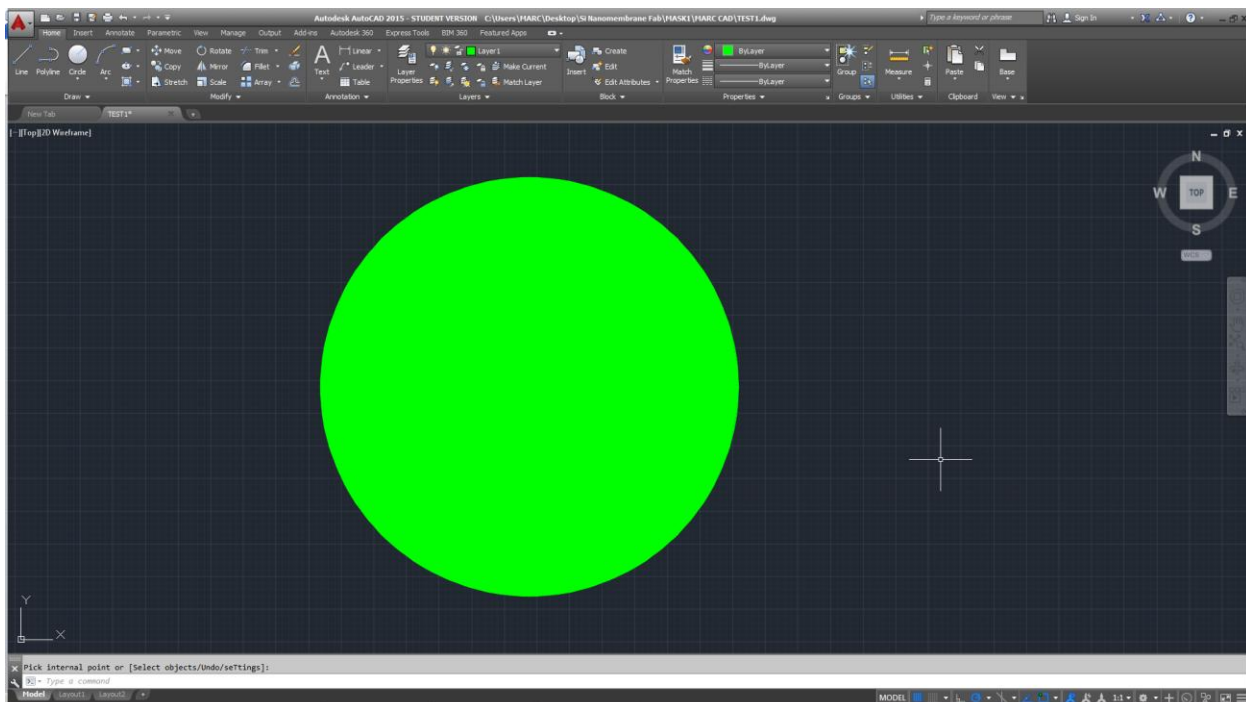 Autodesk AutoCAD 2015 - STUDENT VERSION C:\Users\MARC\Desktop\Si Nanomembrane Fab\MASK1\MARC CAD\TEST1.dwg Type a keyword or phrase Sign In
Home Insert Annotate Parametric View Manage Output Add-ins Autodesk 360 Express Tools BIM 360 Featured Apps
Move Rotate Trim Linear Layer1 Create ByLayer
Line Polyline Circle Arc Copy Mirror Fillet Text Leader Layer Properties Make Current Insert Edit Match Properties ByLayer Group Measure Paste Base
Stretch Scale Array Table Match Layer Edit Attributes ByLayer
Draw Modify Annotation Layers Block Properties Groups Utilities Clipboard View
New Tab TEST1*
[-][Top][2D Wireframe]
N
W TOP E
S
WCS
Y
X
Pick internal point or [Select objects/Undo/seTtings]:
Type a command
Model Layout1 Layout2 + MODEL 1:1